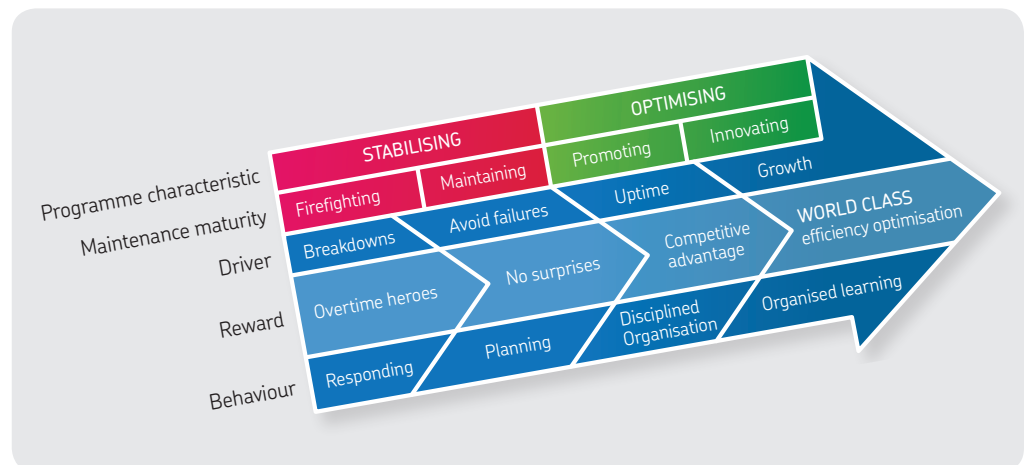 Programme characteristic
STABILISING
OPTIMISING
Maintenance maturity
Firefighting
Maintaining
Promoting
Innovating
Driver
Breakdowns
Avoid failures
Uptime
Growth
Reward
Overtime heroes
No surprises
Competitive
advantage
WORLD CLASS
efficiency optimisation
Behaviour
Responding
Planning
Disciplined
Organisation
Organised learning